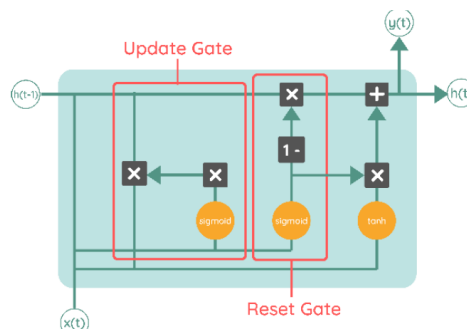 Update Gate
y(t)
h(t-1)
h(t
× +
1 -
× × ×
sigmoid sigmoid tanh
Reset Gate
x(t)